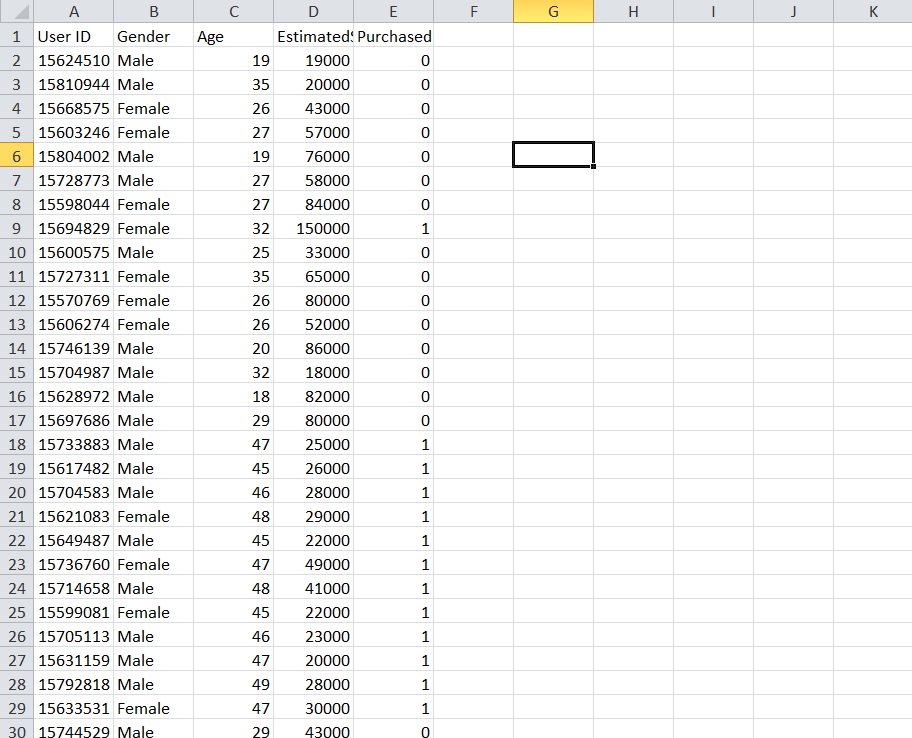 A B C D E F G H I J K
1 User ID Gender Age EstimatedS Purchased
2 15624510 Male 19 19000 0
3 15810944 Male 35 20000 0
4 15668575 Female 26 43000 0
5 15603246 Female 27 57000 0
6 15804002 Male 19 76000 0
7 15728773 Male 27 58000 0
8 15598044 Female 27 84000 0
9 15694829 Female 32 150000 1
10 15600575 Male 25 33000 0
11 15727311 Female 35 65000 0
12 15570769 Female 26 80000 0
13 15606274 Female 26 52000 0
14 15746139 Male 20 86000 0
15 15704987 Male 32 18000 0
16 15628972 Male 18 82000 0
17 15697686 Male 29 80000 0
18 15733883 Male 47 25000 1
19 15617482 Male 45 26000 1
20 15704583 Male 46 28000 1
21 15621083 Female 48 29000 1
22 15649487 Male 45 22000 1
23 15736760 Female 47 49000 1
24 15714658 Male 48 41000 1
25 15599081 Female 45 22000 1
26 15705113 Male 46 23000 1
27 15631159 Male 47 20000 1
28 15792818 Male 49 28000 1
29 15633531 Female 47 30000 1
30 15744529 Male 29 43000 0